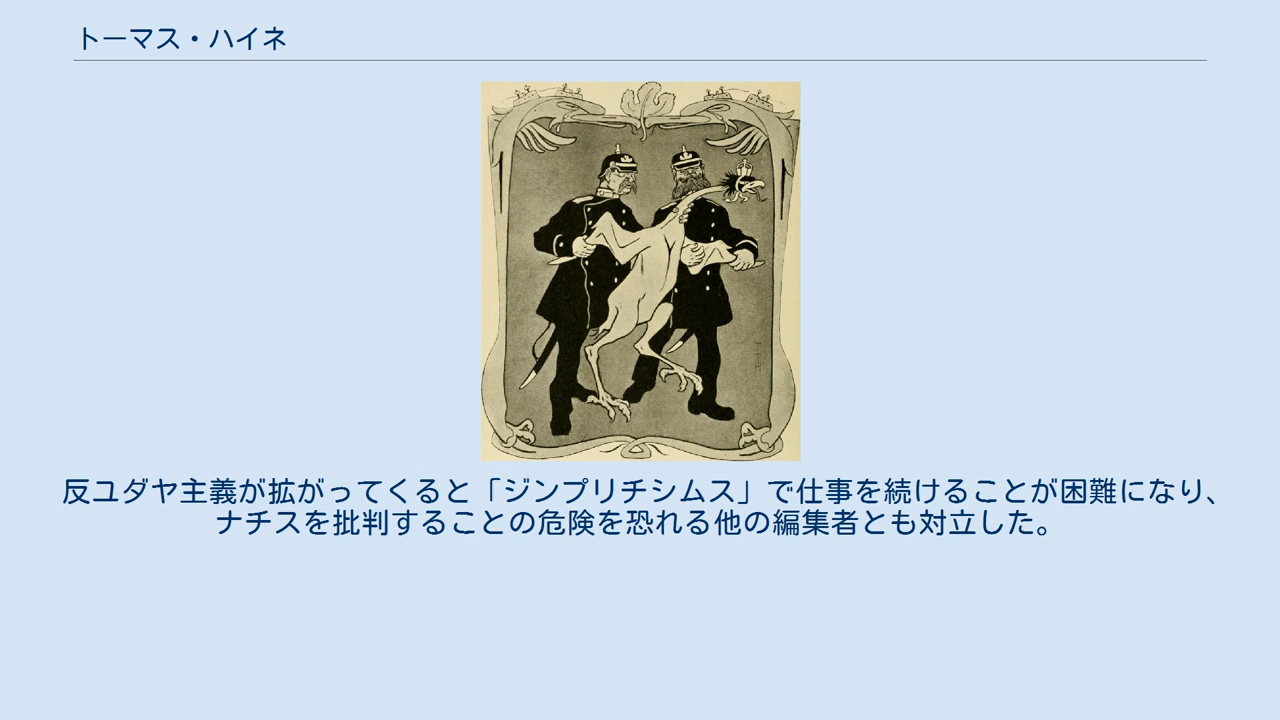 トーマス・ハイネ
反ユダヤ主義が拡がってくると「ジンプリチシムス」で仕事を続けることが困難になり、
ナチスを批判することの危険を恐れる他の編集者とも対立した。